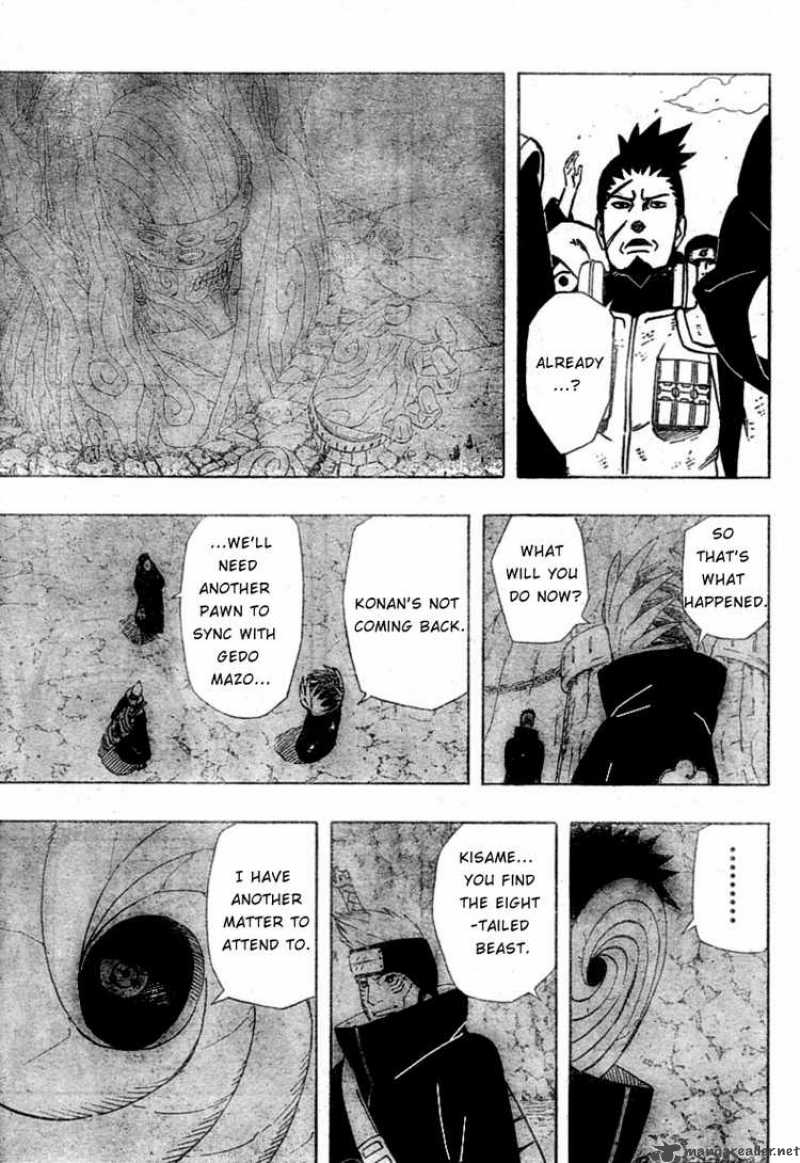 ALREADY
...?
SO
THAT'S
WHAT
HAPPENED.
WHAT
WILL YOU
DO NOW?
KONAN'S NOT
COMING BACK.
...WE'LL
NEED
ANOTHER
PAWN TO
SYNC WITH
GEDO
MAZO...
.........
KISAME...
YOU FIND
THE EIGHT
-TAILED
BEAST.
I HAVE
ANOTHER
MATTER TO
ATTEND TO.
mangareader.net